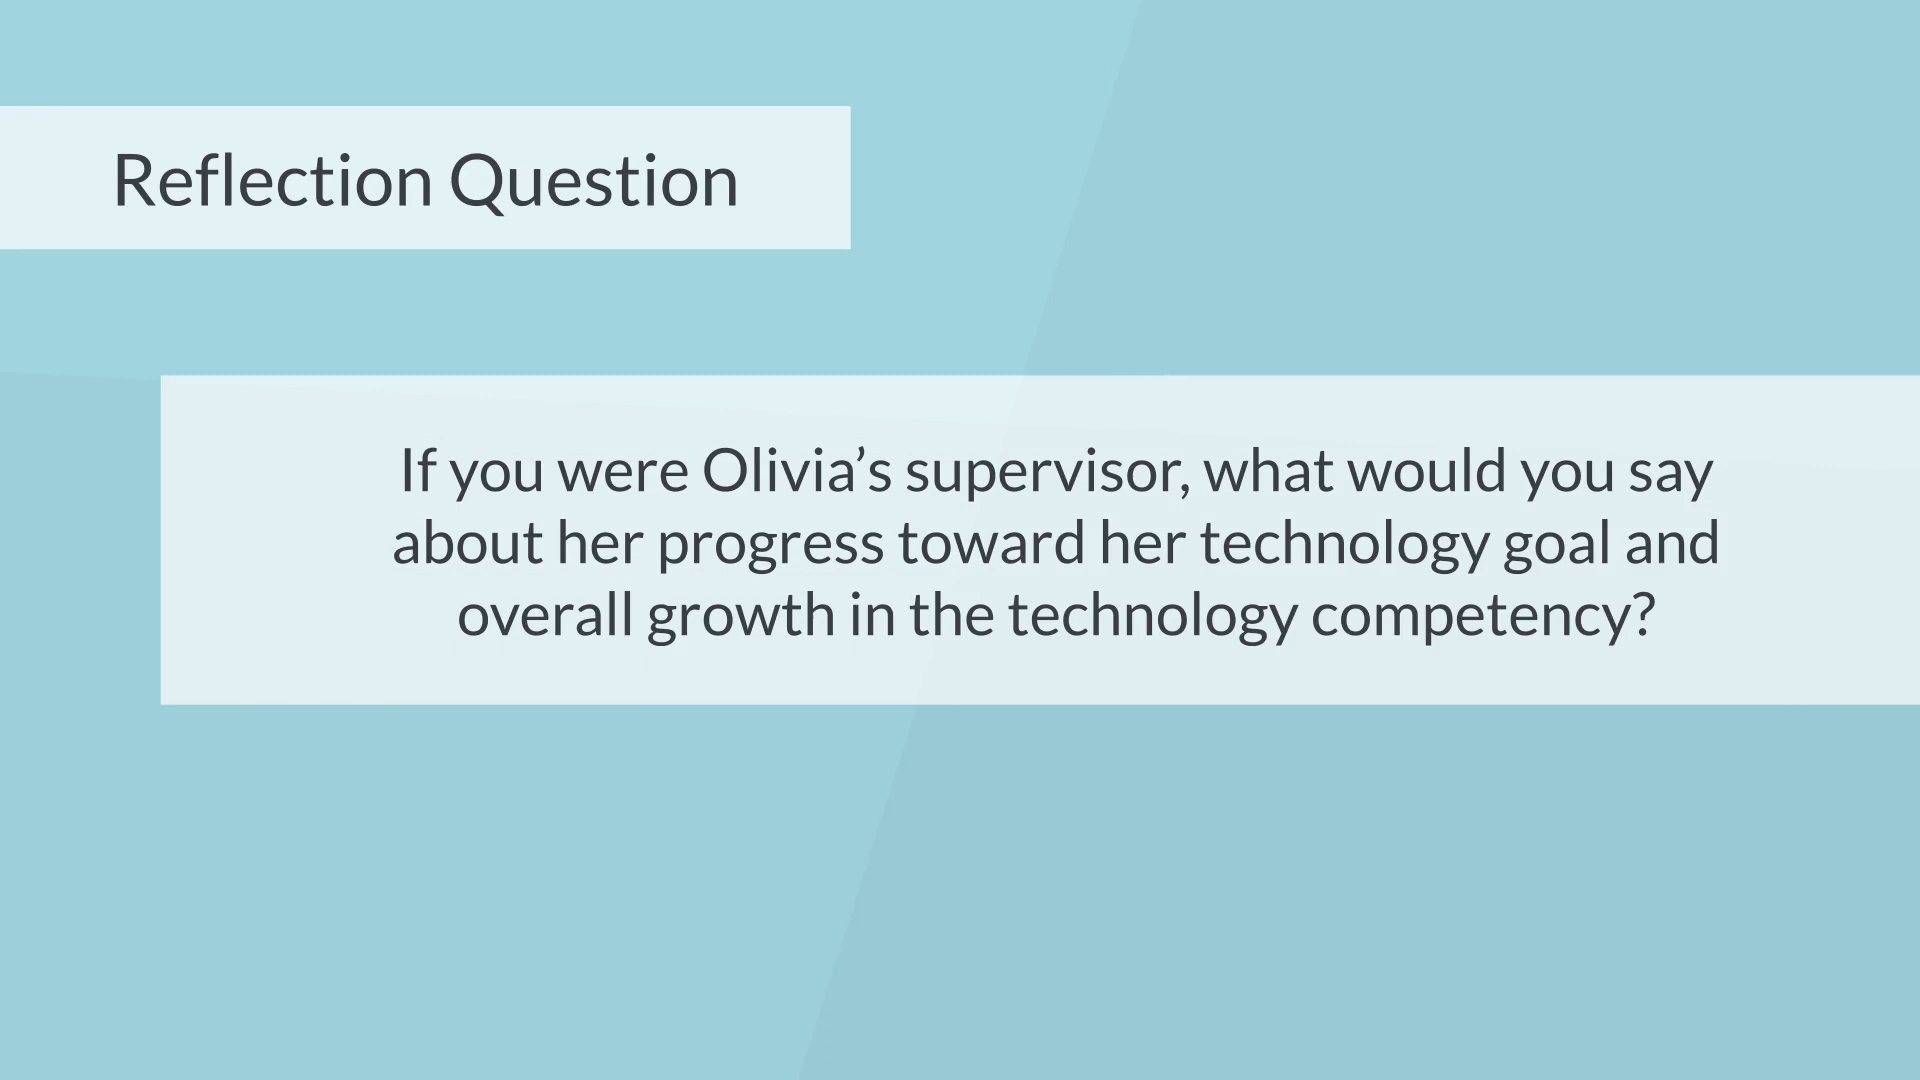 Reflection Question
If you were Olivia’s supervisor, what would you say
about her progress toward her technology goal and
overall growth in the technology competency?